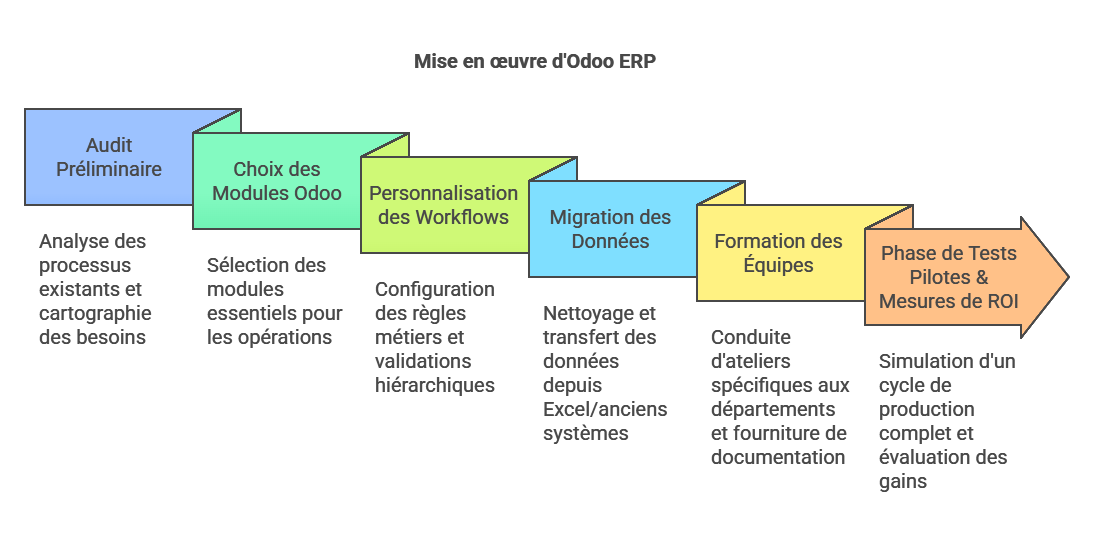 Mise en œuvre d'Odoo ERP
Audit
Préliminaire
Analyse des
processus
existants et
cartographie
des besoins
Choix des
Modules Odoo
Sélection des
modules
essentiels pour
les opérations
Personnalisation
des Workflows
Configuration
des règles
métiers et
validations
hiérarchiques
Migration des
Données
Nettoyage et
transfert des
données
depuis
Excel/anciens
systèmes
Formation des
Équipes
Conduite
d'ateliers
spécifiques aux
départements
et fourniture de
documentation
Phase de Tests
Pilotes &
Mesures de ROI
Simulation d'un
cycle de
production
complet et
évaluation des
gains